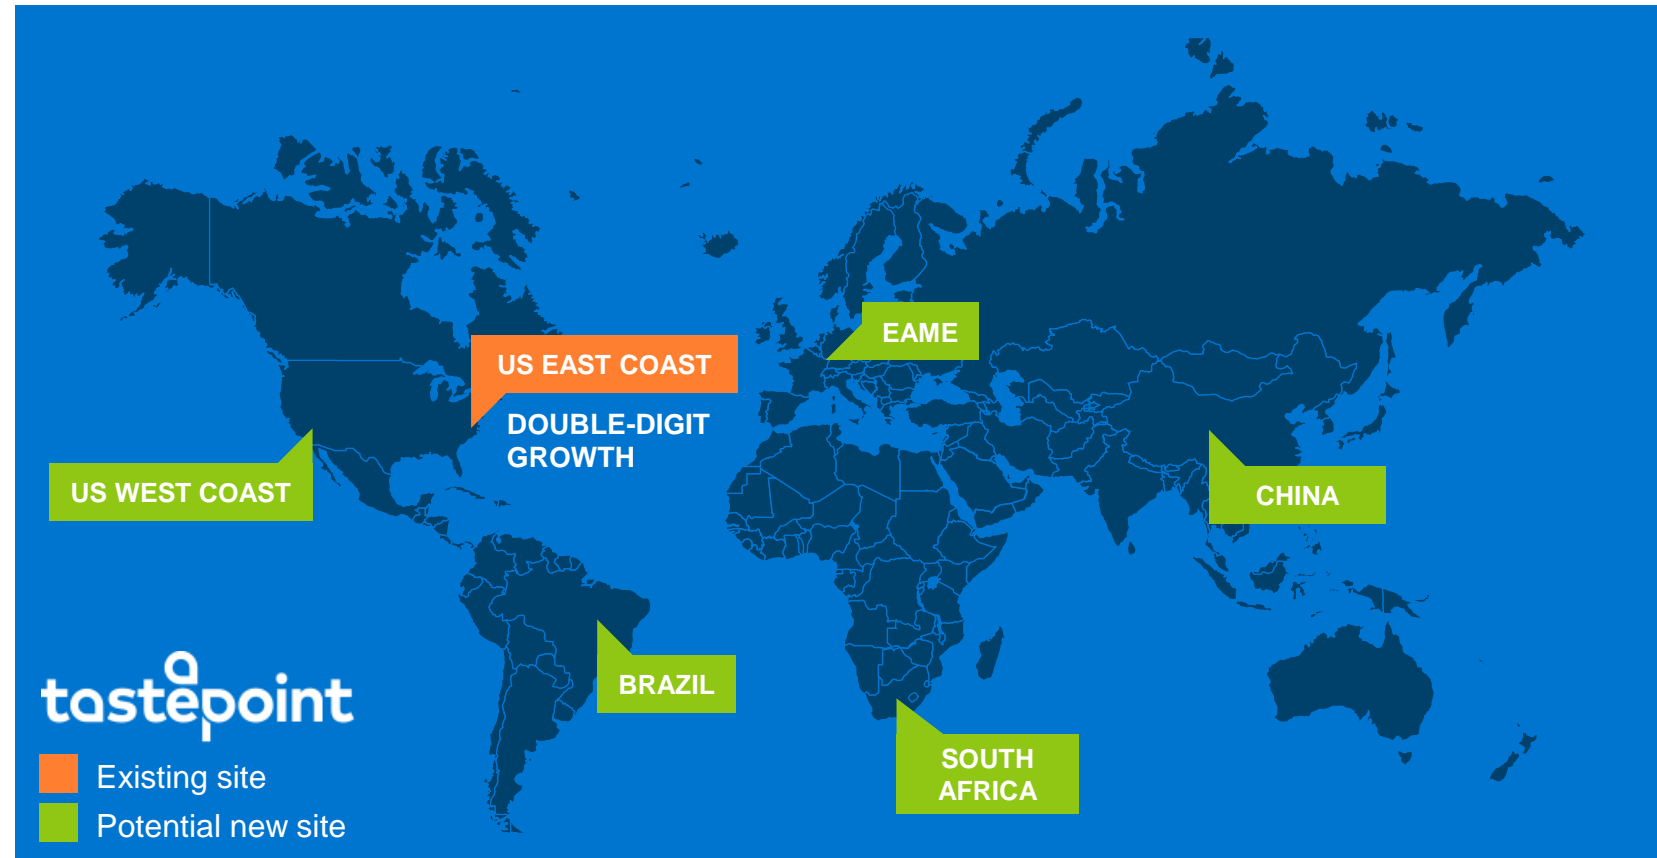 EAME
US EAST COAST
DOUBLE-DIGIT
GROWTH
US WEST COAST
CHINA
BRAZIL
tastepoint
SOUTH
AFRICA
Existing site
Potential new site